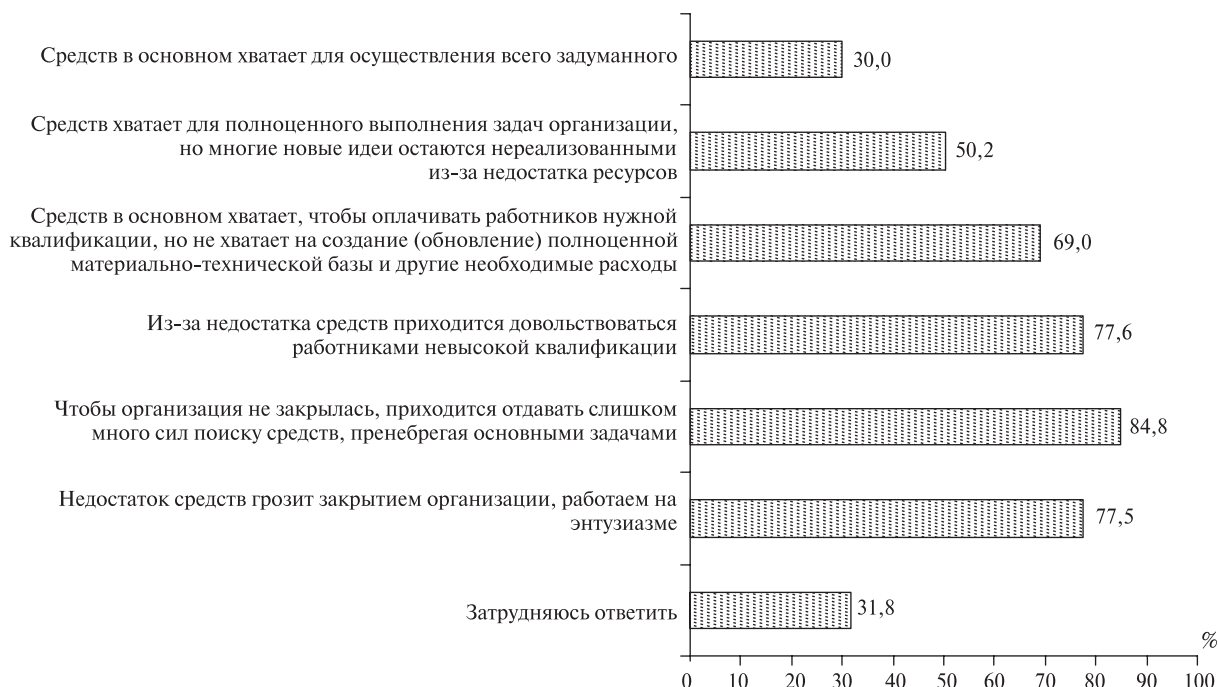 Средств в основном хватает для осуществления всего задуманного
30,0
Средств хватает для полноценного выполнения задач организации,
но многие новые идеи остаются нереализованными
из-за недостатка ресурсов
50,2
Средств в основном хватает, чтобы оплачивать работников нужной
квалификации, но не хватает на создание (обновление) полноценной
материально-технической базы и другие необходимые расходы
69,0
Из-за недостатка средств приходится довольствоваться
работниками невысокой квалификации
77,6
Чтобы организация не закрылась, приходится отдавать слишком
много сил поиску средств, пренебрегая основными задачами
84,8
Недостаток средств грозит закрытием организации, работаем на
энтузиазме
77,5
Затрудняюсь ответить
31,8
%
0 10 20 30 40 50 60 70 80 90 100